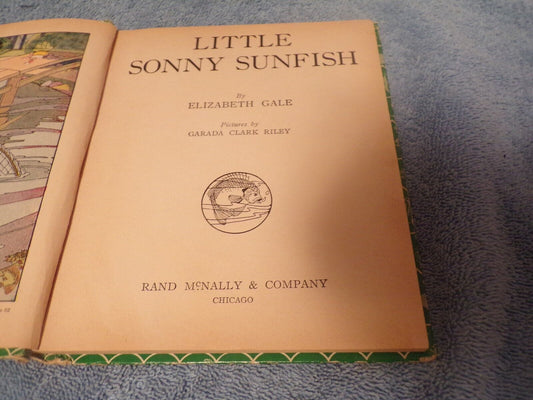 LITTLE
SONNY SUNFISH
By
ELIZABETH GALE
Pictures by
GARADA CLARK RILEY
RAND MCNALLY & COMPANY
CHICAGO